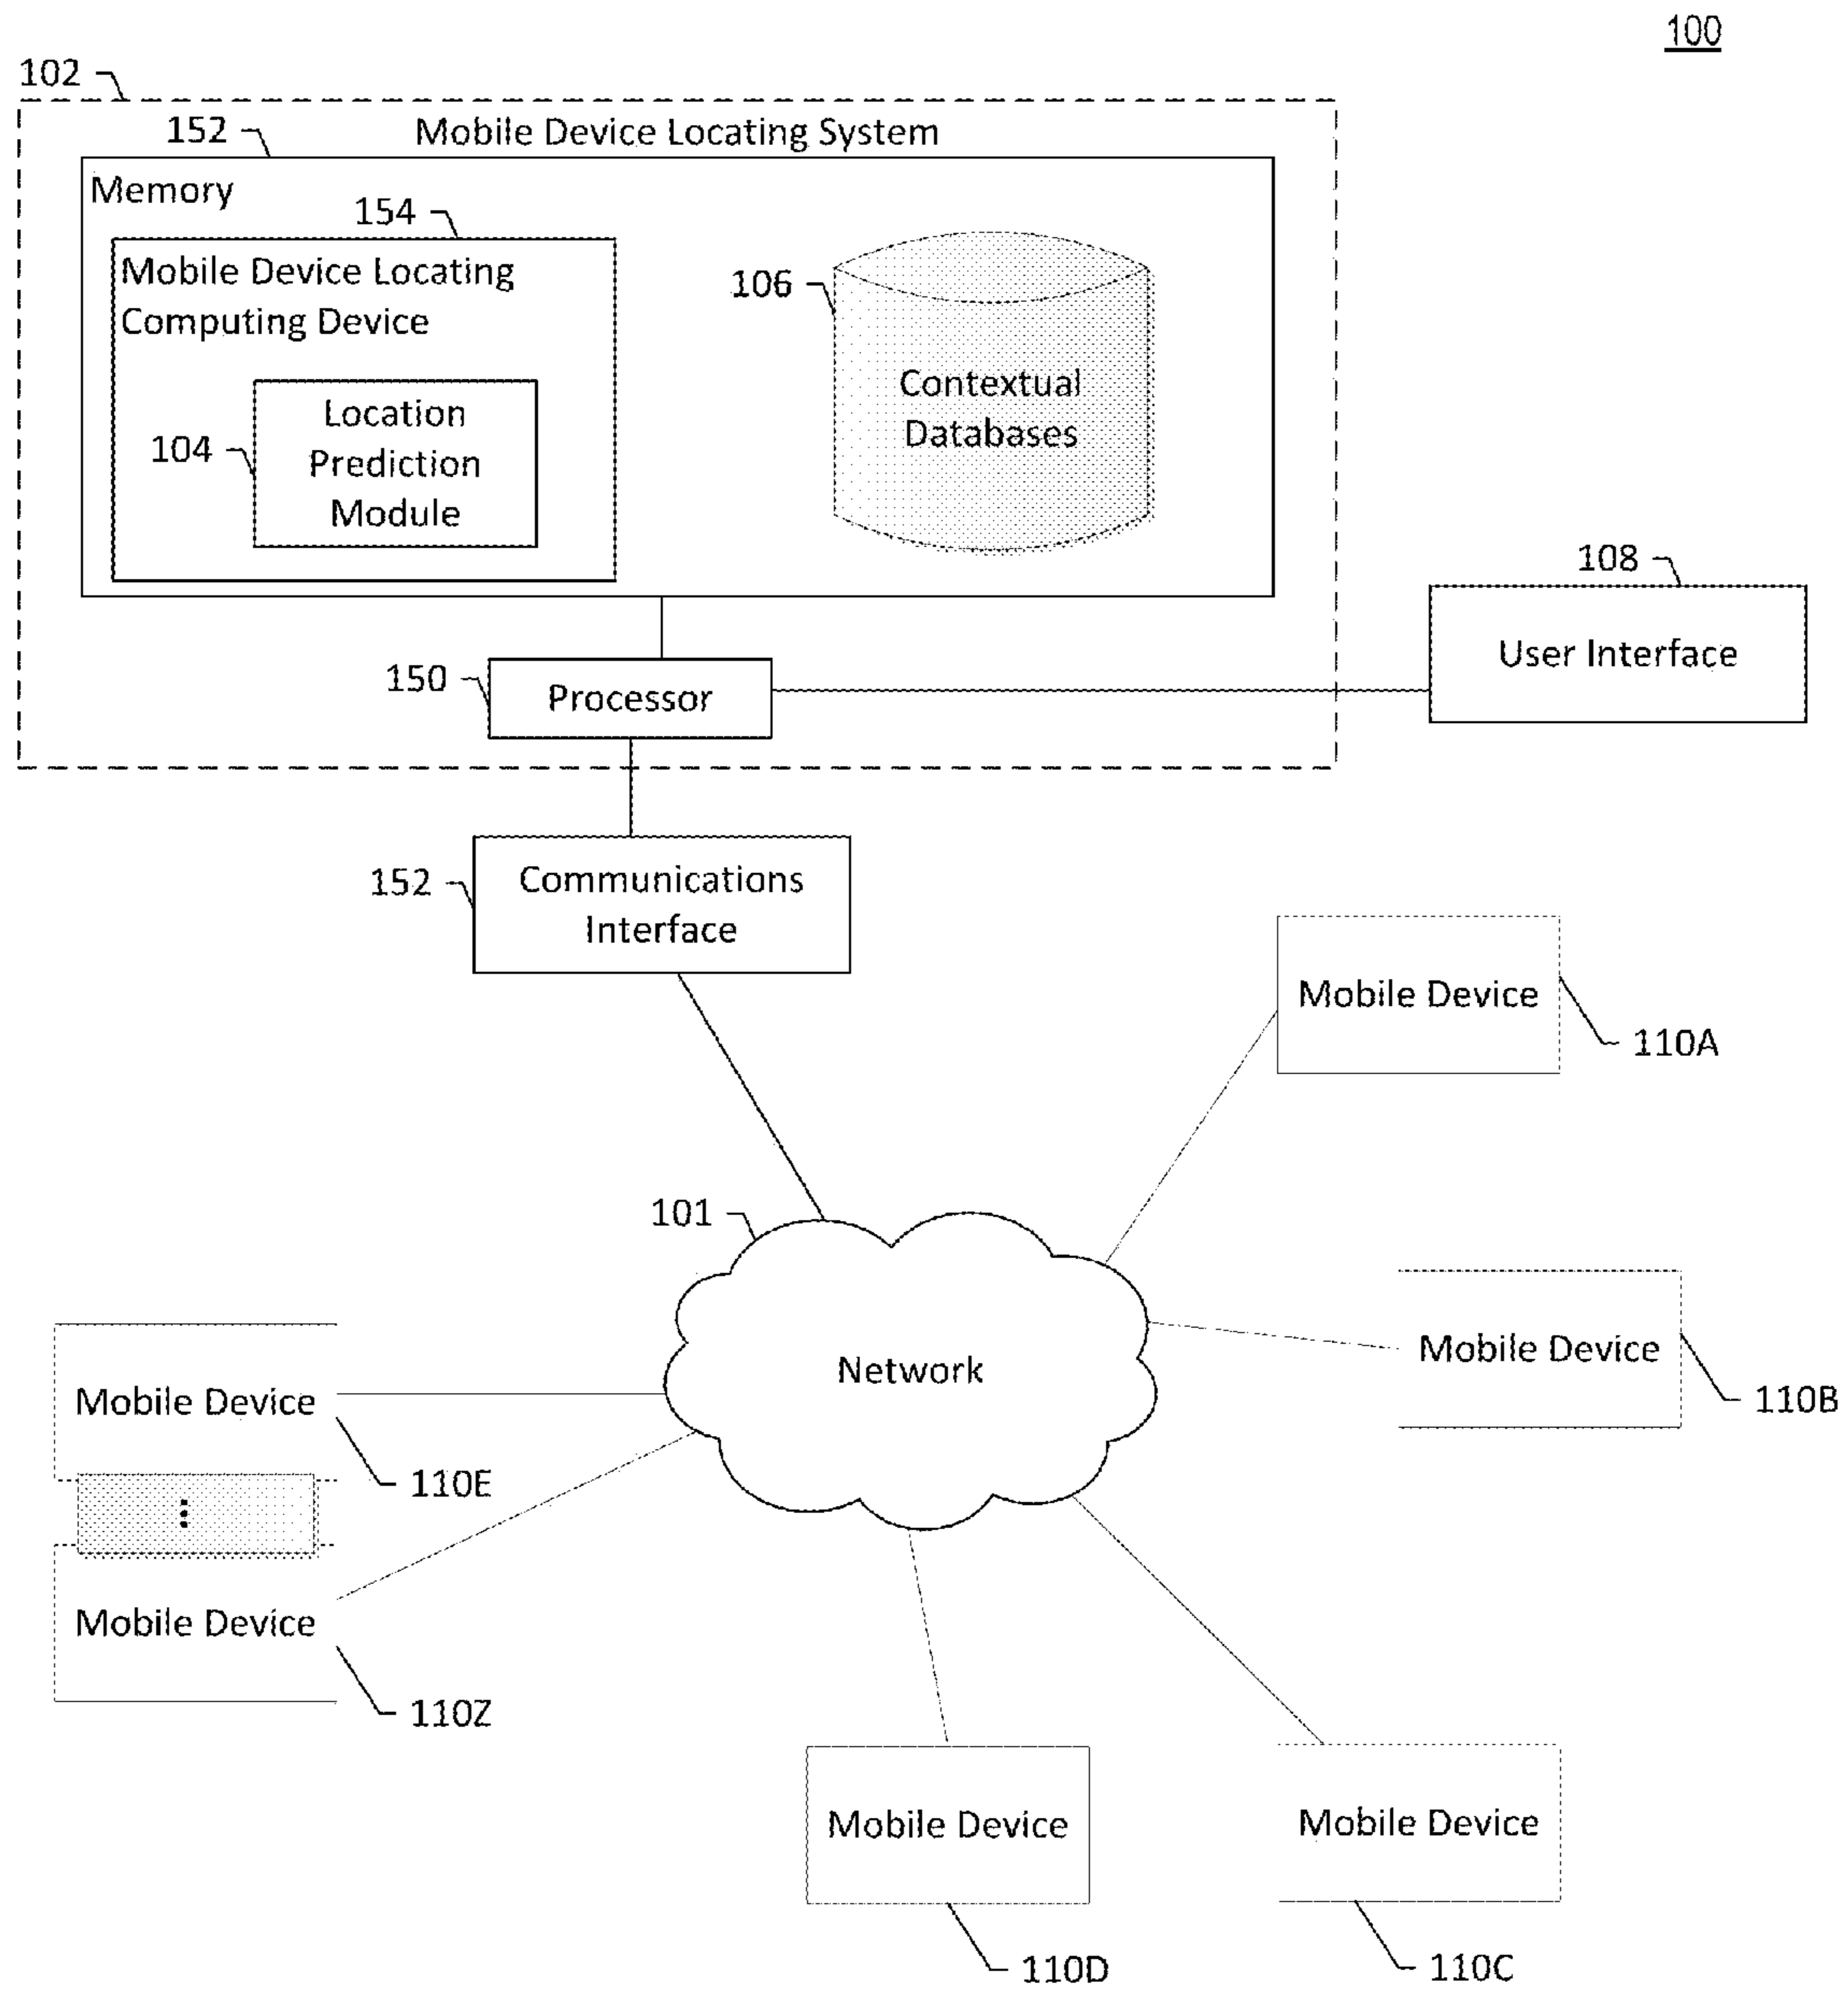 100
102
Mobile Device Locating System
152
Memory
154
Mobile Device Locating
Computing Device
106
Contextual
Databases
104
Location
Prediction
Module
108
User Interface
150
Processor
152
Communications
Interface
Mobile Device
110A
101
Network
Mobile Device
110B
Mobile Device
110E
Mobile Device
110Z
Mobile Device
110D
Mobile Device
110C